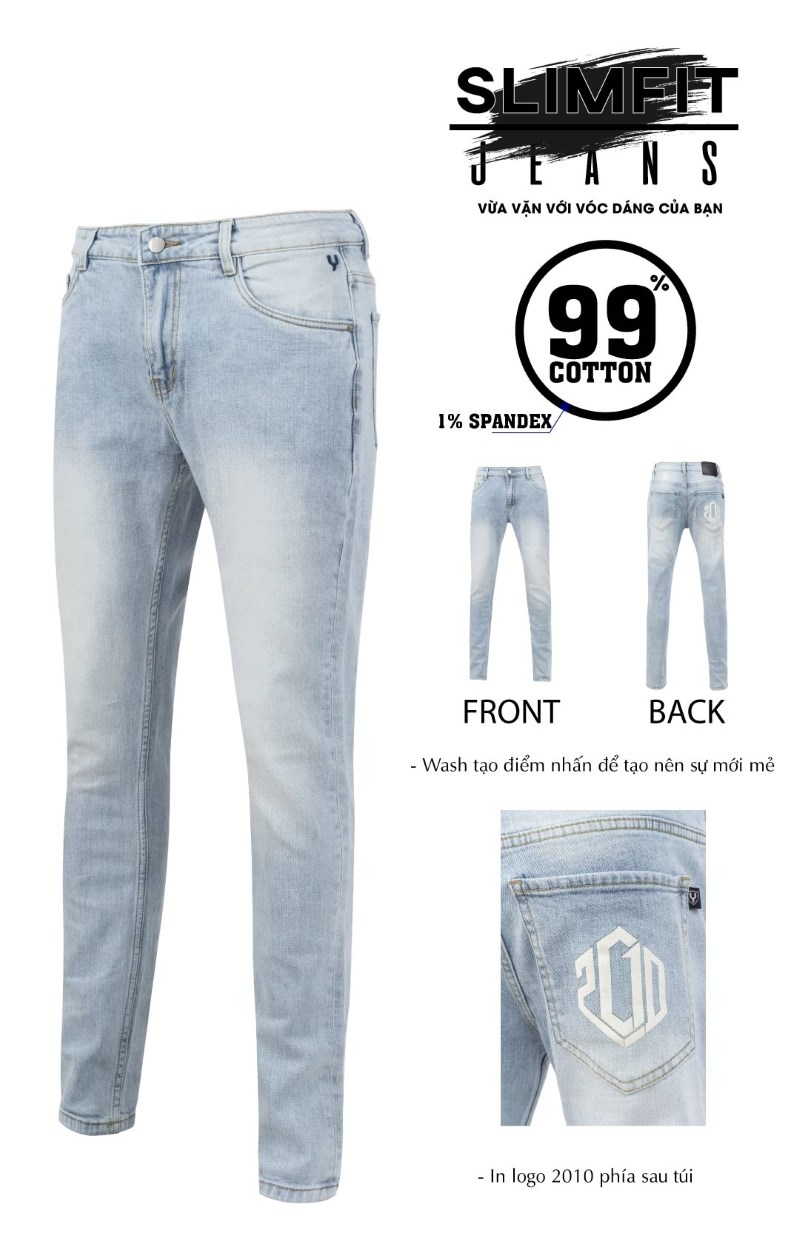 SLIMFIT
JEANS
VỪA VẶN VỚI VÓC DÁNG CỦA BẠN
99%
COTTON
1% SPANDEX
FRONT
BACK
- Wash tạo điểm nhấn để tạo nên sự mới mẻ
2010
- In logo 2010 phía sau túi